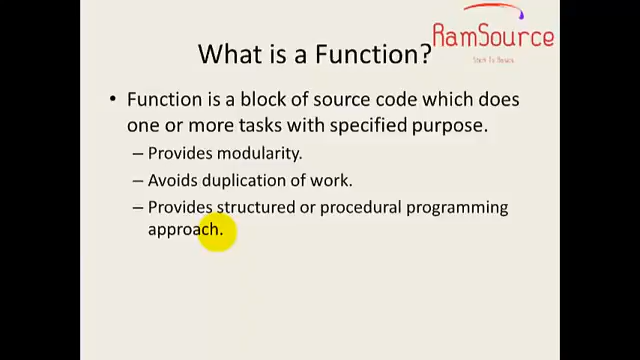 RamSource
What is a Function?
• Function is a block of source code which does
one or more tasks with specified purpose.
– Provides modularity.
– Avoids duplication of work.
– Provides structured or procedural programming
approach.